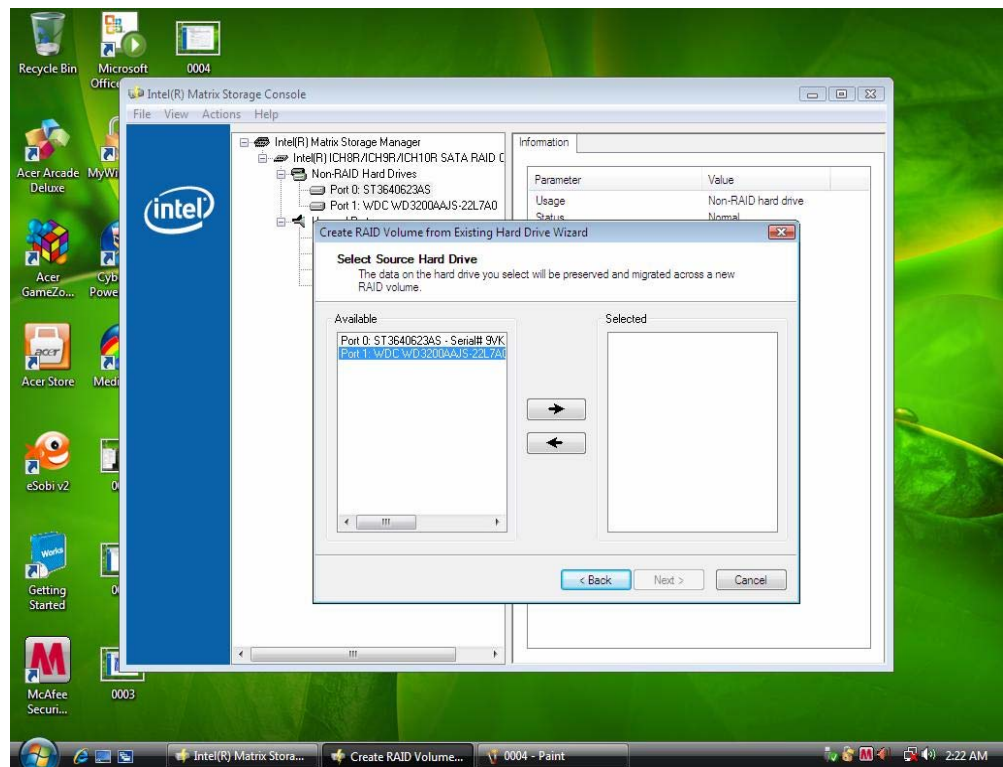 Recycle Bin
Microsoft
Office
0004
Intel(R) Matrix Storage Console
File View Actions Help
Intel(R) Matrix Storage Manager
Intel(R) ICH8R/ICH9R/ICH10R SATA RAID C
Non-RAID Hard Drives
Port 0: ST3640623AS
Port 1: WDC WD3200AAJS-22L7A0
Information
Parameter Value
Usage Non-RAID hard drive
Status Normal
intel
Acer Arcade
Deluxe
MyWi
Create RAID Volume from Existing Hard Drive Wizard
Select Source Hard Drive
The data on the hard drive you select will be preserved and migrated across a new
RAID volume.
Available
Port 0: ST3640623AS - Serial# 9VK
Port 1: WDC WD3200AAJS-22L7A0
Selected
< Back Next > Cancel
Acer
GameZo...
Cyb
Powe
acer
Acer Store
Medi
eSobi v2
Works
Getting
Started
McAfee
Securi...
0003
Intel(R) Matrix Stora...
Create RAID Volume...
0004 - Paint
2:22 AM